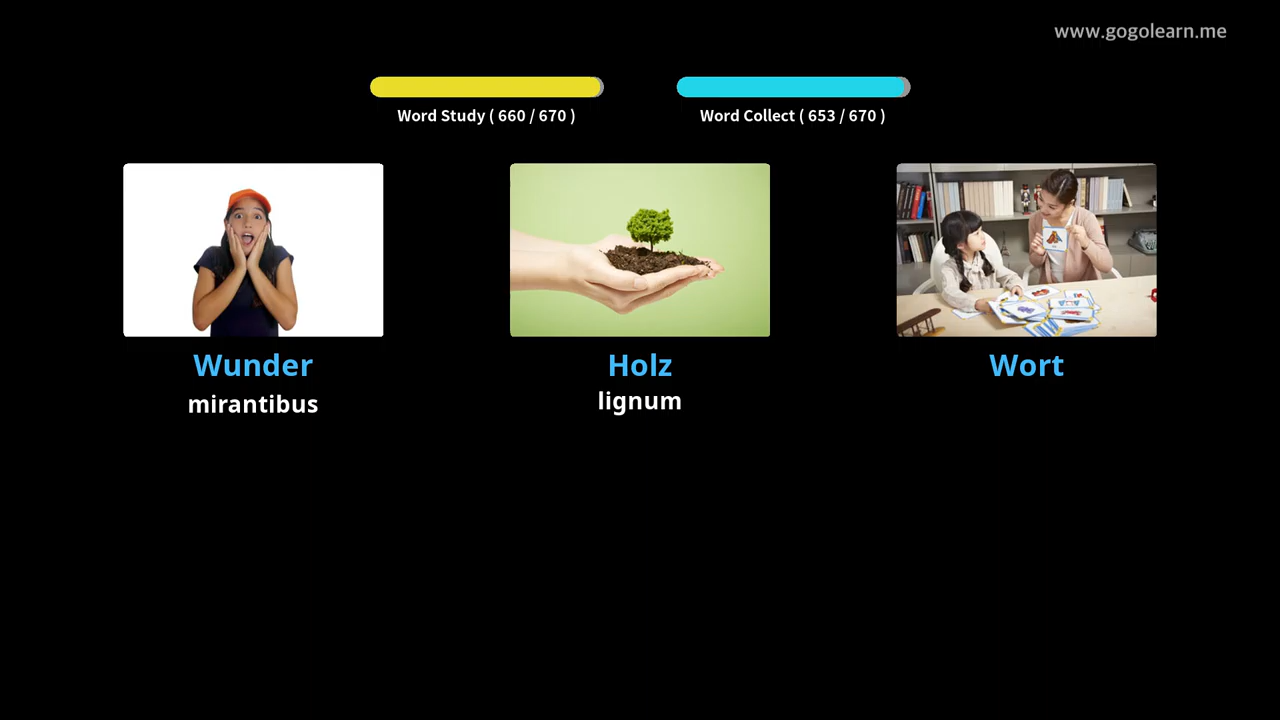 www.gogolearn.me
Word Study ( 660 / 670 )
Word Collect ( 653 / 670 )
Wunder
mirantibus
Holz
lignum
Wort